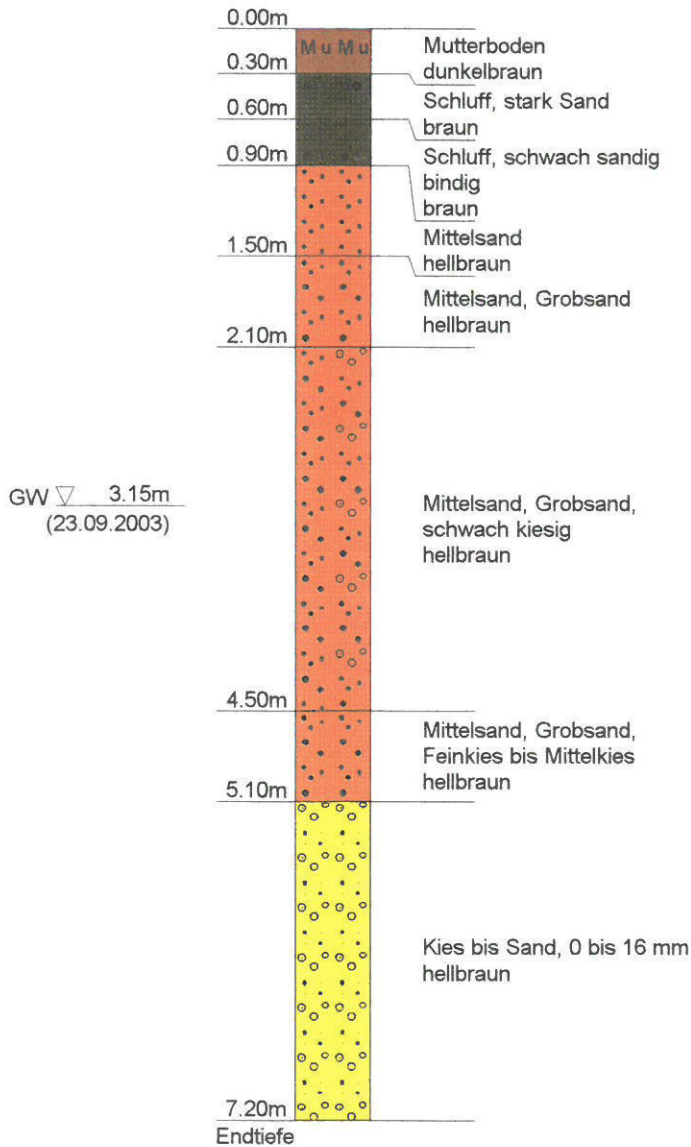 0.00m
M u M u
Mutterboden
dunkelbraun
0.30m
Schluff, stark Sand
braun
0.60m
Schluff, schwach sandig
bindig
braun
0.90m
Mittelsand
hellbraun
1.50m
Mittelsand, Grobsand
hellbraun
2.10m
GW 3.15m
(23.09.2003)
Mittelsand, Grobsand,
schwach kiesig
hellbraun
4.50m
Mittelsand, Grobsand,
Feinkies bis Mittelkies
hellbraun
5.10m
Kies bis Sand, 0 bis 16 mm
hellbraun
7.20m
Endtiefe